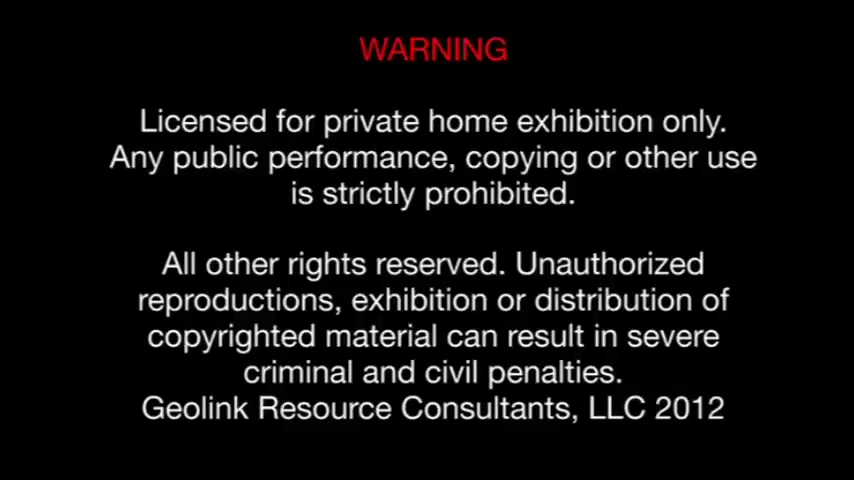 WARNING
Licensed for private home exhibition only.
Any public performance, copying or other use
is strictly prohibited.
All other rights reserved. Unauthorized
reproductions, exhibition or distribution of
copyrighted material can result in severe
criminal and civil penalties.
Geolink Resource Consultants, LLC 2012